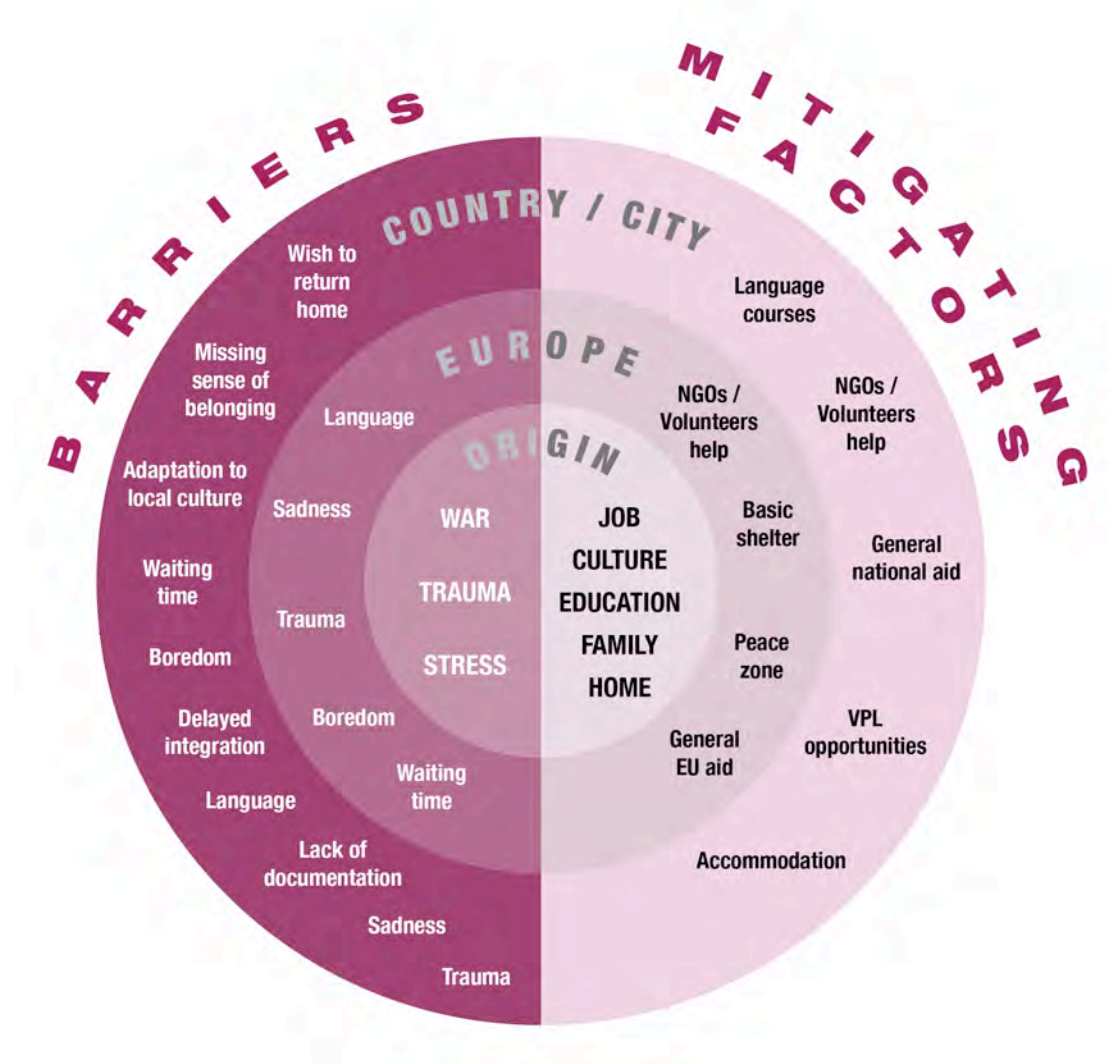 BARRIERS
MITIGATING
FACTORS
COUNTRY / CITY
Wish to
return
home
Missing
sense of
belonging
Adaptation to
local culture
Waiting
time
Boredom
Delayed
integration
Language
Lack of
documentation
Sadness
Trauma
Language
courses
NGOs /
Volunteers
help
General
national aid
VPL
opportunities
Accommodation
EUROPE
Language
Sadness
Trauma
Boredom
Waiting
time
NGOs /
Volunteers
help
Basic
shelter
Peace
zone
General
EU aid
ORIGIN
WAR
TRAUMA
STRESS
JOB
CULTURE
EDUCATION
FAMILY
HOME